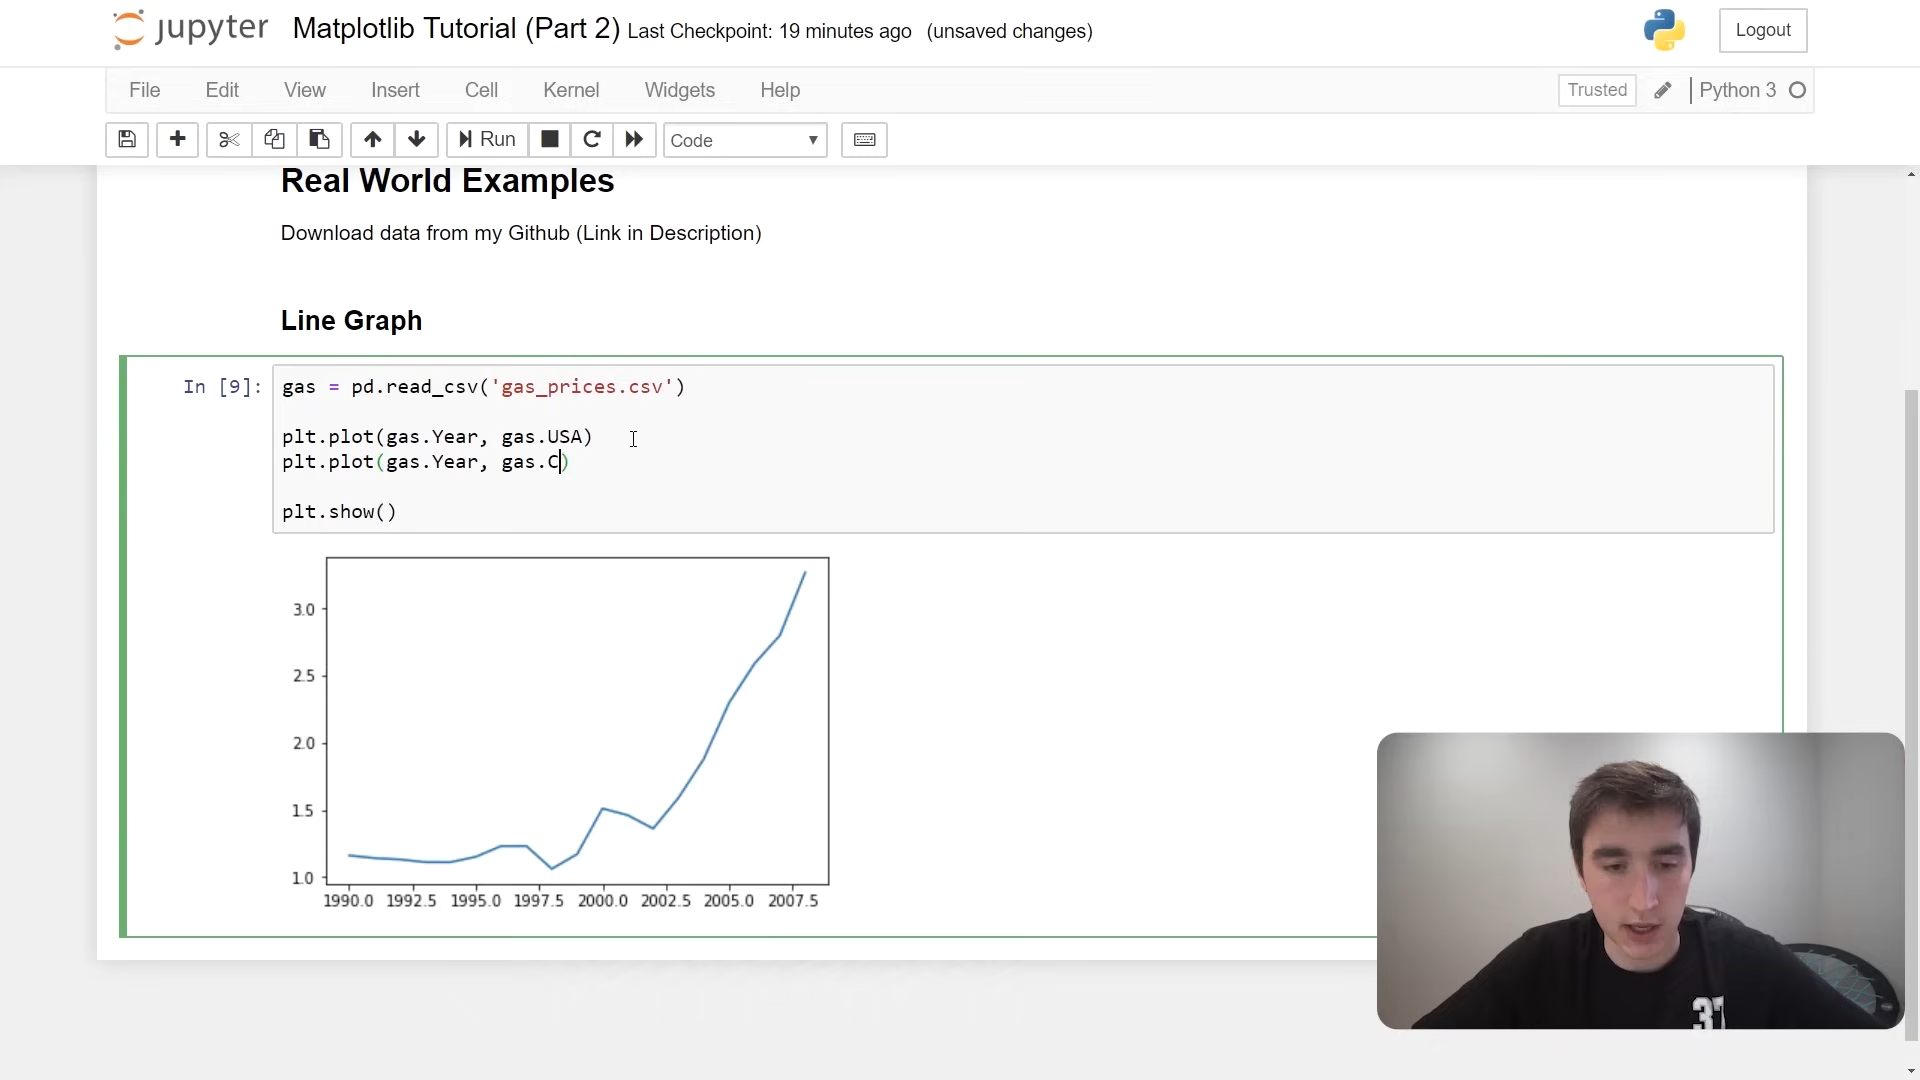 jupyter Matplotlib Tutorial (Part 2) Last Checkpoint: 19 minutes ago (unsaved changes) Logout
File Edit View Insert Cell Kernel Widgets Help Trusted Python 3
Run Code
Real World Examples
Download data from my Github (Link in Description)
Line Graph
In [9]: gas = pd.read_csv('gas_prices.csv')
plt.plot(gas.Year, gas.USA)
plt.plot(gas.Year, gas.C)
plt.show()
3.0
2.5
2.0
1.5
1.0
1990.0 1992.5 1995.0 1997.5 2000.0 2002.5 2005.0 2007.5
37